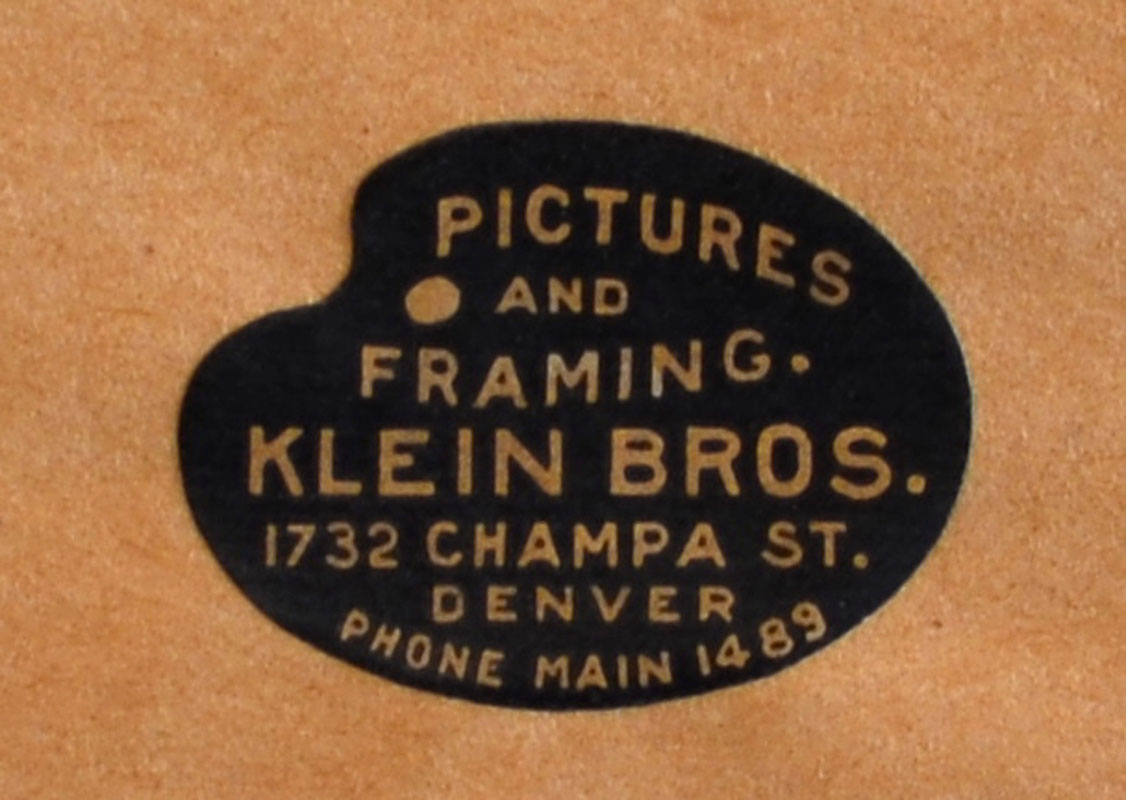 PICTURES
AND
FRAMING.
KLEIN BROS.
1732 CHAMPA ST.
DENVER
PHONE MAIN 1489